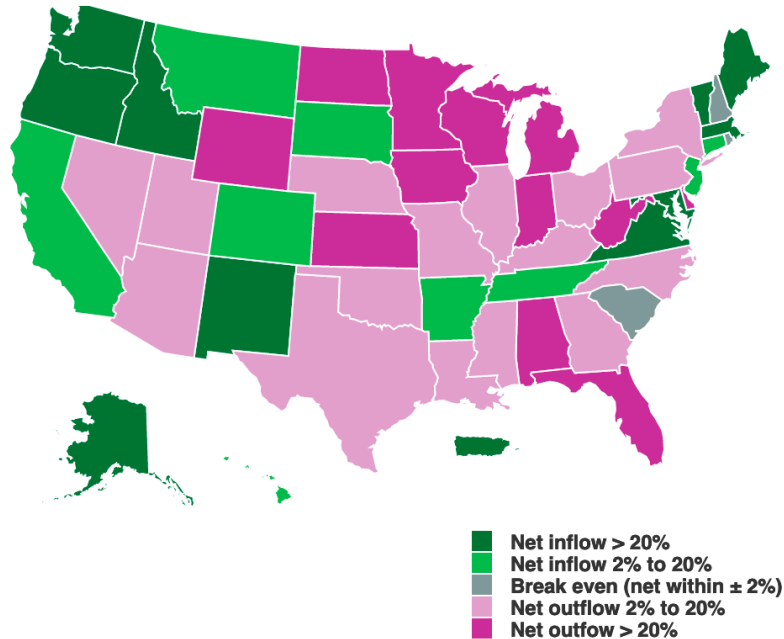 Net inflow > 20%
Net inflow 2% to 20%
Break even (net within ± 2%)
Net outflow 2% to 20%
Net outfow > 20%